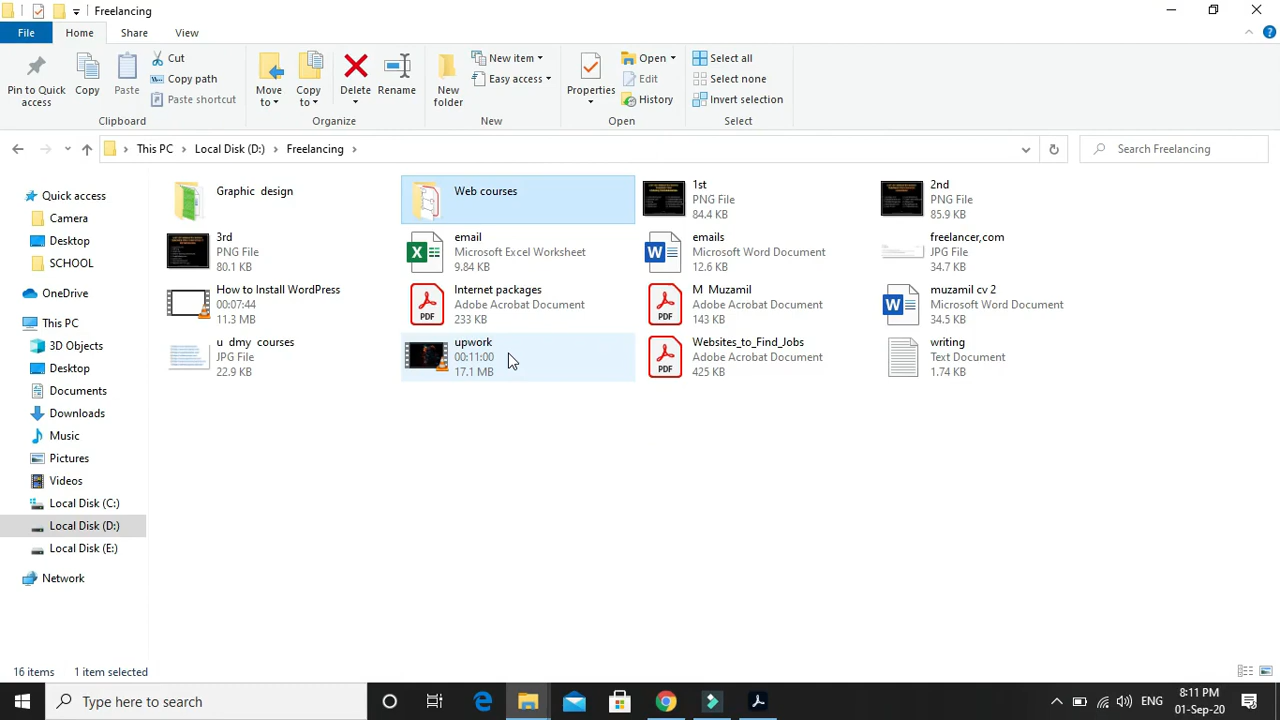 Freelancing
File
Home
Share
View
Pin to Quick access
Copy
Paste
Cut
Copy path
Paste shortcut
Clipboard
Move to
Copy to
Delete
Rename
Organize
New folder
New item
Easy access
New
Properties
Open
Edit
History
Open
Select all
Select none
Invert selection
Select
This PC > Local Disk (D:) > Freelancing >
Search Freelancing
Quick access
Camera
Desktop
SCHOOL
OneDrive
This PC
3D Objects
Desktop
Documents
Downloads
Music
Pictures
Videos
Local Disk (C:)
Local Disk (D:)
Local Disk (E:)
Network
Graphic design
Web courses
1st
PNG File
84.4 KB
2nd
PNG File
85.9 KB
3rd
PNG File
80.1 KB
email
Microsoft Excel Worksheet
9.84 KB
emails
Microsoft Word Document
12.6 KB
freelancer,com
JPG File
34.7 KB
How to Install WordPress
00:07:44
11.3 MB
PDF
Internet packages
Adobe Acrobat Document
233 KB
PDF
M Muzamil
Adobe Acrobat Document
143 KB
muzamil cv 2
Microsoft Word Document
34.5 KB
u dmy courses
JPG File
22.9 KB
upwork
00:11:00
17.1 MB
PDF
Websites_to_Find_Jobs
Adobe Acrobat Document
425 KB
writing
Text Document
1.74 KB
16 items
1 item selected
Type here to search
ENG
8:11 PM
01-Sep-20